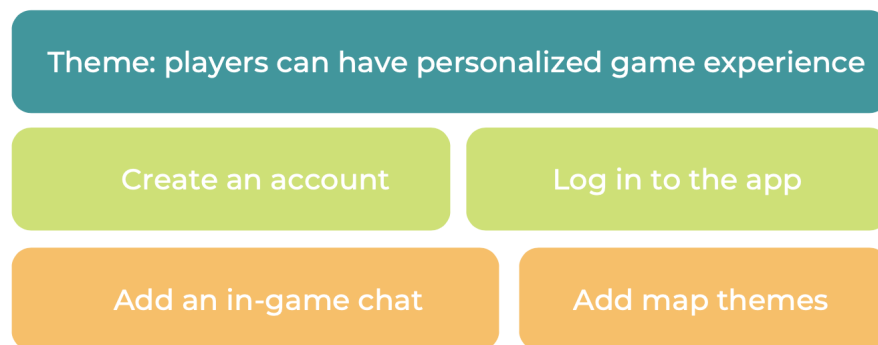 Theme: players can have personalized game experience
Create an account
Log in to the app
Add an in-game chat
Add map themes